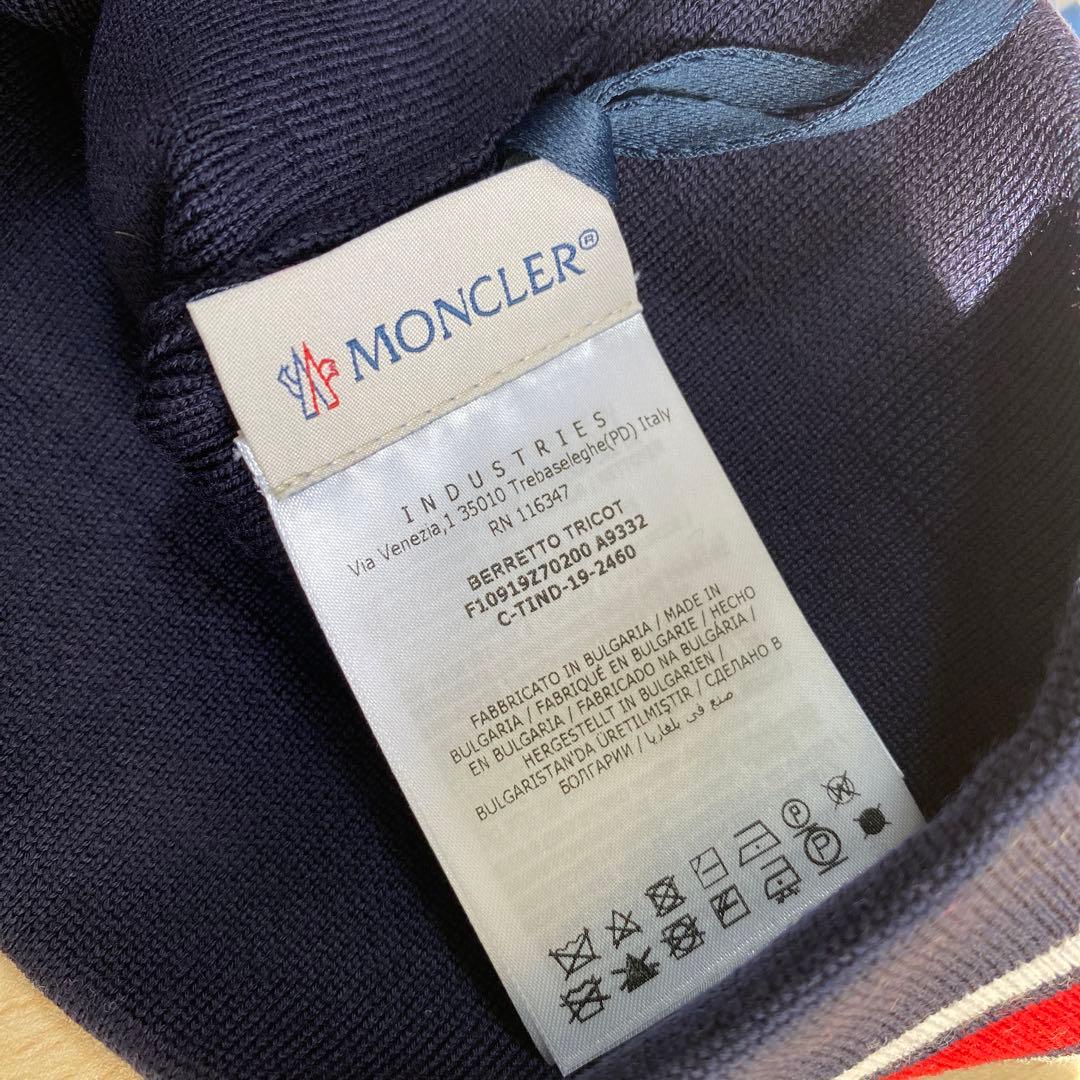 MONCLER®
INDUSTRIES
Via Venezia,1 35010 Trebaseleghe(PD) Italy
RN 116347
BERRETTO TRICOT
F10919Z70200 A9332
C-TIND-19-2460
FABBRICATO IN BULGARIA / MADE IN
BULGARIA / FABRIQUÉ EN BULGARIE / HECHO
EN BULGARIA / FABRICADO NA BULGÁRIA /
HERGESTELLT IN BULGARIEN /
BULGARISTAN'DA ÜRETILMIŞTIR. / СДЕЛАНО В
БОЛГАРИИ / صنع في بلغاريا
P
P